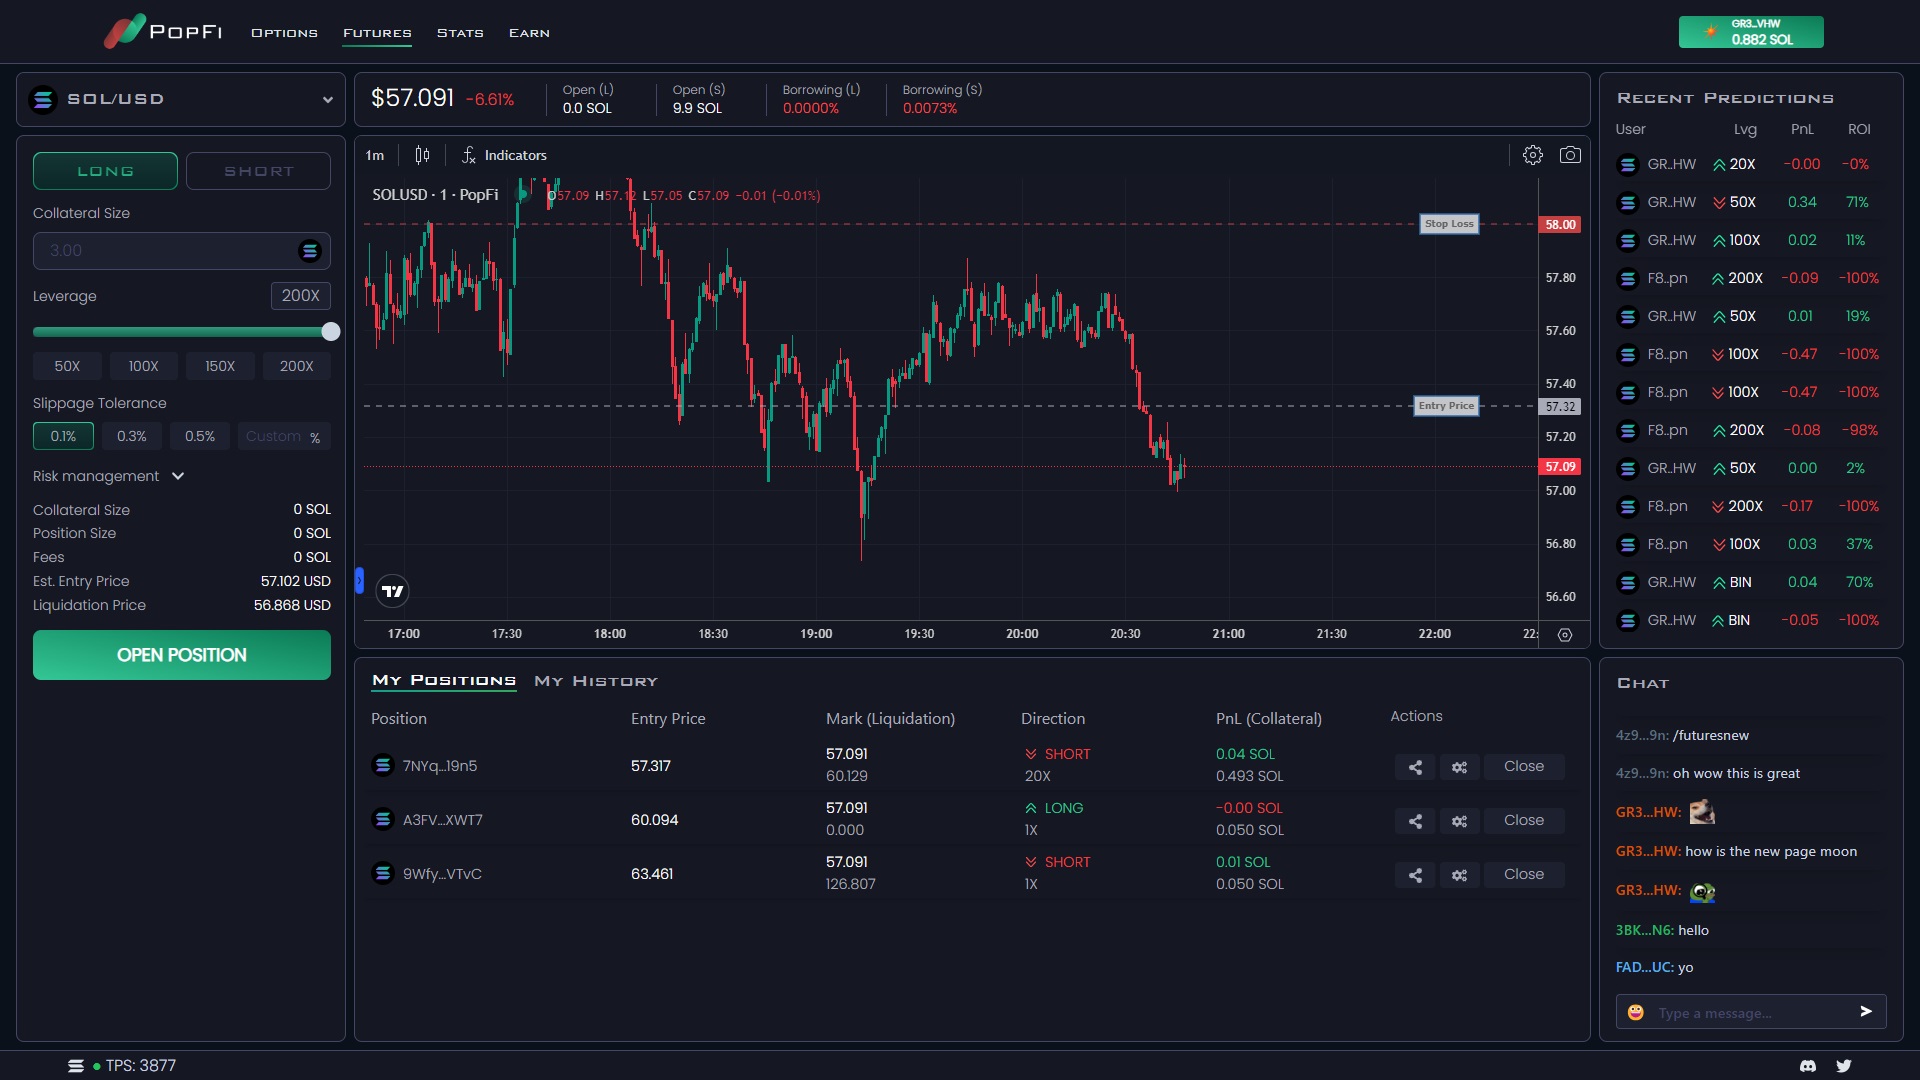 PopFi Options Futures Stats Earn
GR3...VHW
0.882 SOL
SOL/USD
$57.091 -6.61%
Open (L)
0.0 SOL
Open (S)
9.9 SOL
Borrowing (L)
0.0000%
Borrowing (S)
0.0073%
LONG SHORT
Collateral Size
3.00
Leverage 200X
50X 100X 150X 200X
Slippage Tolerance
0.1% 0.3% 0.5% Custom %
Risk management
Collateral Size 0 SOL
Position Size 0 SOL
Fees 0 SOL
Est. Entry Price 57.102 USD
Liquidation Price 56.868 USD
OPEN POSITION
1m Indicators
SOLUSD · 1 · PopFi O57.09 H57.12 L57.05 C57.09 -0.01 (-0.01%)
Stop Loss 58.00
57.80
57.60
57.40
Entry Price 57.32
57.20
57.09
57.00
56.80
56.60
17:00 17:30 18:00 18:30 19:00 19:30 20:00 20:30 21:00 21:30 22:00 22:
My Positions My History
Position Entry Price Mark (Liquidation) Direction PnL (Collateral) Actions
7NYq...19n5 57.317 57.091 SHORT 0.04 SOL Close
60.129 20X 0.493 SOL
A3FV...XWT7 60.094 57.091 LONG -0.00 SOL Close
0.000 1X 0.050 SOL
9Wfy...VTvC 63.461 57.091 SHORT 0.01 SOL Close
126.807 1X 0.050 SOL
Recent Predictions
User Lvg PnL ROI
GR..HW 20X -0.00 -0%
GR..HW 50X 0.34 71%
GR..HW 100X 0.02 11%
F8..pn 200X -0.09 -100%
GR..HW 50X 0.01 19%
F8..pn 100X -0.47 -100%
F8..pn 100X -0.47 -100%
F8..pn 200X -0.08 -98%
GR..HW 50X 0.00 2%
F8..pn 200X -0.17 -100%
F8..pn 100X 0.03 37%
GR..HW BIN 0.04 70%
GR..HW BIN -0.05 -100%
Chat
4z9...9n: /futuresnew
4z9...9n: oh wow this is great
GR3...HW:
GR3...HW: how is the new page moon
GR3...HW:
3BK...N6: hello
FAD...UC: yo
Type a message...
TPS: 3877